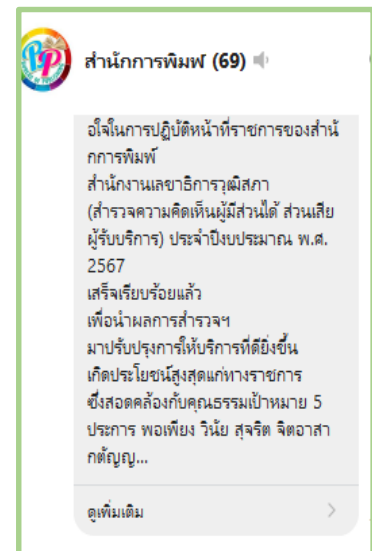 สำนักการพิมพ์ (69)
อใจในการปฏิบัติหน้าที่ราชการของสำนั
กการพิมพ์
สำนักงานเลขาธิการวุฒิสภา
(สำรวจความคิดเห็นผู้มีส่วนได้ ส่วนเสีย
ผู้รับบริการ) ประจำปีงบประมาณ พ.ศ.
2567
เสร็จเรียบร้อยแล้ว
เพื่อนำผลการสำรวจฯ
มาปรับปรุงการให้บริการที่ดียิ่งขึ้น
เกิดประโยชน์สูงสุดแก่ทางราชการ
ซึ่งสอดคล้องกับคุณธรรมเป้าหมาย 5
ประการ พอเพียง วินัย สุจริต จิตอาสา
กตัญญู...
ดูเพิ่มเติม